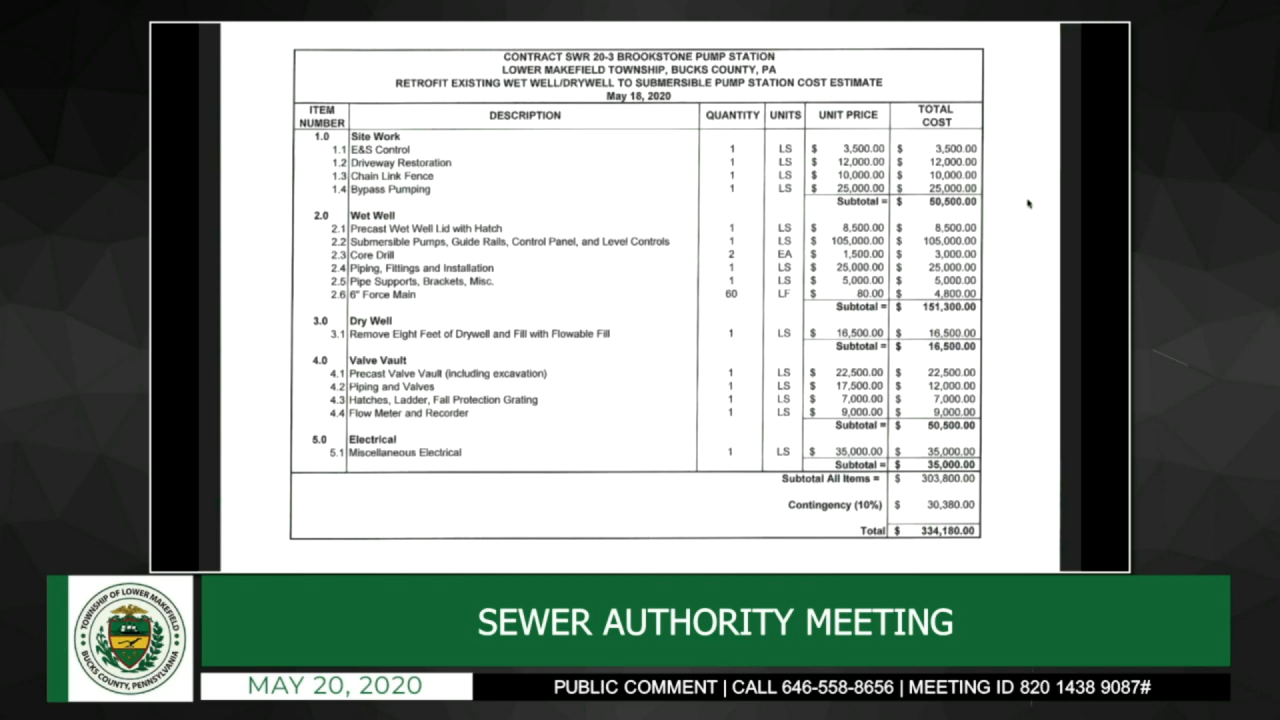 CONTRACT SWR 20-3 BROOKSTONE PUMP STATION
LOWER MAKEFIELD TOWNSHIP, BUCKS COUNTY, PA
RETROFIT EXISTING WET WELL/DRYWELL TO SUBMERSIBLE PUMP STATION COST ESTIMATE
May 18, 2020
ITEM NUMBER DESCRIPTION QUANTITY UNITS UNIT PRICE TOTAL COST
1.0 Site Work
1.1 E&S Control 1 LS $ 3,500.00 $ 3,500.00
1.2 Driveway Restoration 1 LS $ 12,000.00 $ 12,000.00
1.3 Chain Link Fence 1 LS $ 10,000.00 $ 10,000.00
1.4 Bypass Pumping 1 LS $ 25,000.00 $ 25,000.00
Subtotal = $ 50,500.00
2.0 Wet Well
2.1 Precast Wet Well Lid with Hatch 1 LS $ 8,500.00 $ 8,500.00
2.2 Submersible Pumps, Guide Rails, Control Panel, and Level Controls 1 LS $ 105,000.00 $ 105,000.00
2.3 Core Drill 2 EA $ 1,500.00 $ 3,000.00
2.4 Piping, Fittings and Installation 1 LS $ 25,000.00 $ 25,000.00
2.5 Pipe Supports, Brackets, Misc. 1 LS $ 5,000.00 $ 5,000.00
2.6 6" Force Main 60 LF $ 80.00 $ 4,800.00
Subtotal = $ 151,300.00
3.0 Dry Well
3.1 Remove Eight Feet of Drywell and Fill with Flowable Fill 1 LS $ 16,500.00 $ 16,500.00
Subtotal = $ 16,500.00
4.0 Valve Vault
4.1 Precast Valve Vault (including excavation) 1 LS $ 22,500.00 $ 22,500.00
4.2 Piping and Valves 1 LS $ 17,500.00 $ 12,000.00
4.3 Hatches, Ladder, Fall Protection Grating 1 LS $ 7,000.00 $ 7,000.00
4.4 Flow Meter and Recorder 1 LS $ 9,000.00 $ 9,000.00
Subtotal = $ 50,500.00
5.0 Electrical
5.1 Miscellaneous Electrical 1 LS $ 35,000.00 $ 35,000.00
Subtotal = $ 35,000.00
Subtotal All Items = $ 303,800.00
Contingency (10%) $ 30,380.00
Total $ 334,180.00
TOWNSHIP OF LOWER MAKEFIELD
BUCKS COUNTY, PENNSYLVANIA
SEWER AUTHORITY MEETING
MAY 20, 2020
PUBLIC COMMENT | CALL 646-558-8656 | MEETING ID 820 1438 9087#